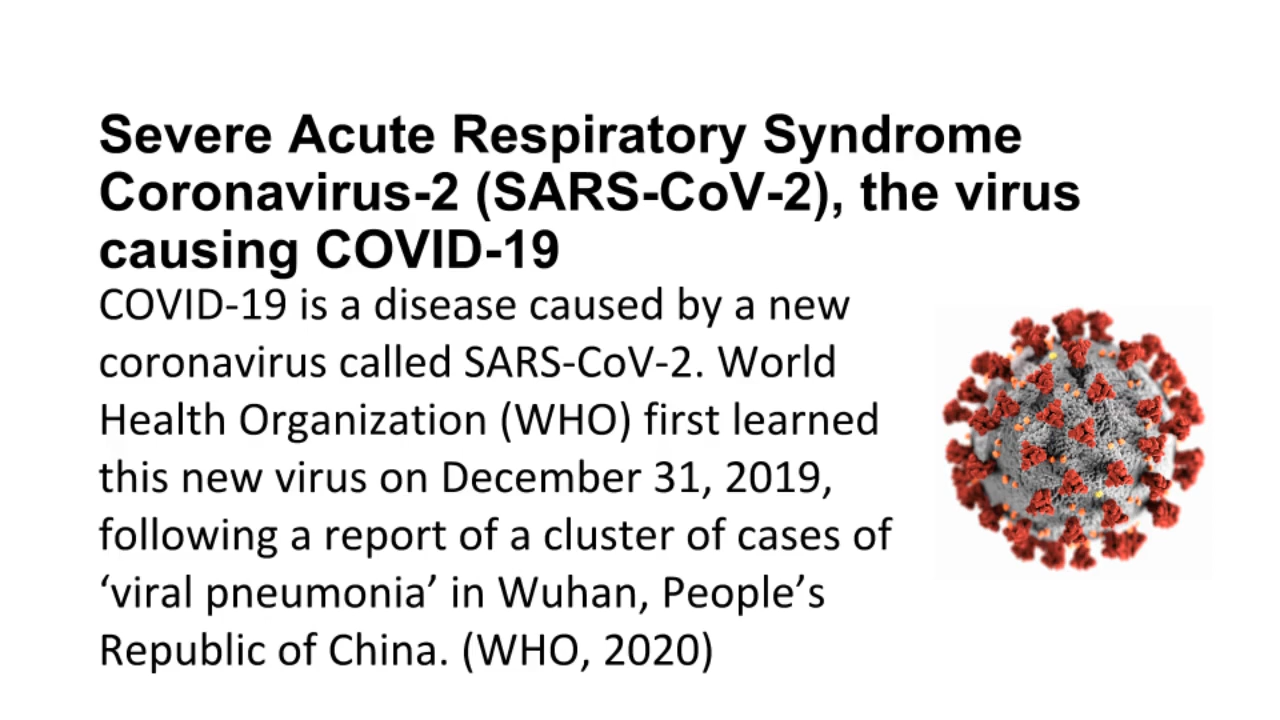 Severe Acute Respiratory Syndrome
Coronavirus-2 (SARS-CoV-2), the virus
causing COVID-19
COVID-19 is a disease caused by a new
coronavirus called SARS-CoV-2. World
Health Organization (WHO) first learned
this new virus on December 31, 2019,
following a report of a cluster of cases of
‘viral pneumonia’ in Wuhan, People’s
Republic of China. (WHO, 2020)